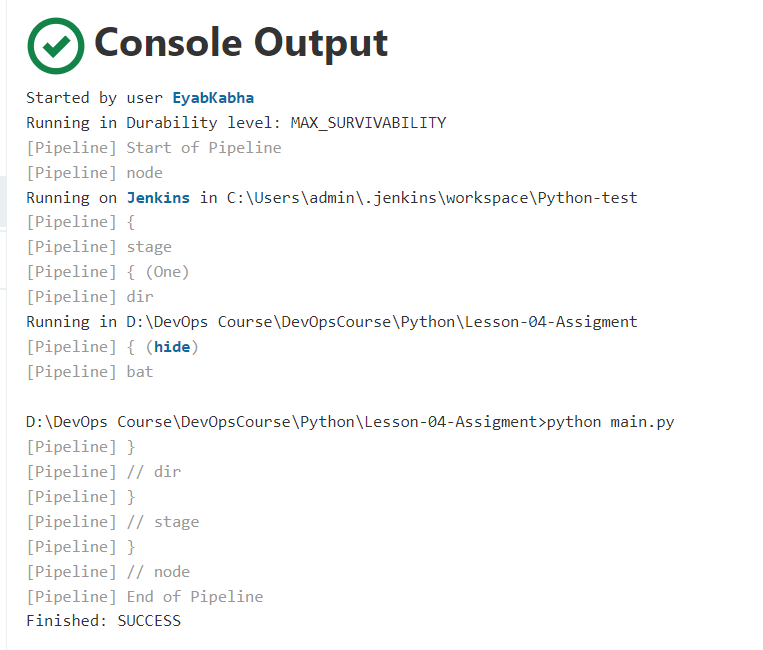 Console Output
Started by user EyabKabha
Running in Durability level: MAX_SURVIVABILITY
[Pipeline] Start of Pipeline
[Pipeline] node
Running on Jenkins in C:\Users\admin\.jenkins\workspace\Python-test
[Pipeline] {
[Pipeline] stage
[Pipeline] { (One)
[Pipeline] dir
Running in D:\DevOps Course\DevOpsCourse\Python\Lesson-04-Assigment
[Pipeline] { (hide)
[Pipeline] bat
D:\DevOps Course\DevOpsCourse\Python\Lesson-04-Assigment>python main.py
[Pipeline] }
[Pipeline] // dir
[Pipeline] }
[Pipeline] // stage
[Pipeline] }
[Pipeline] // node
[Pipeline] End of Pipeline
Finished: SUCCESS